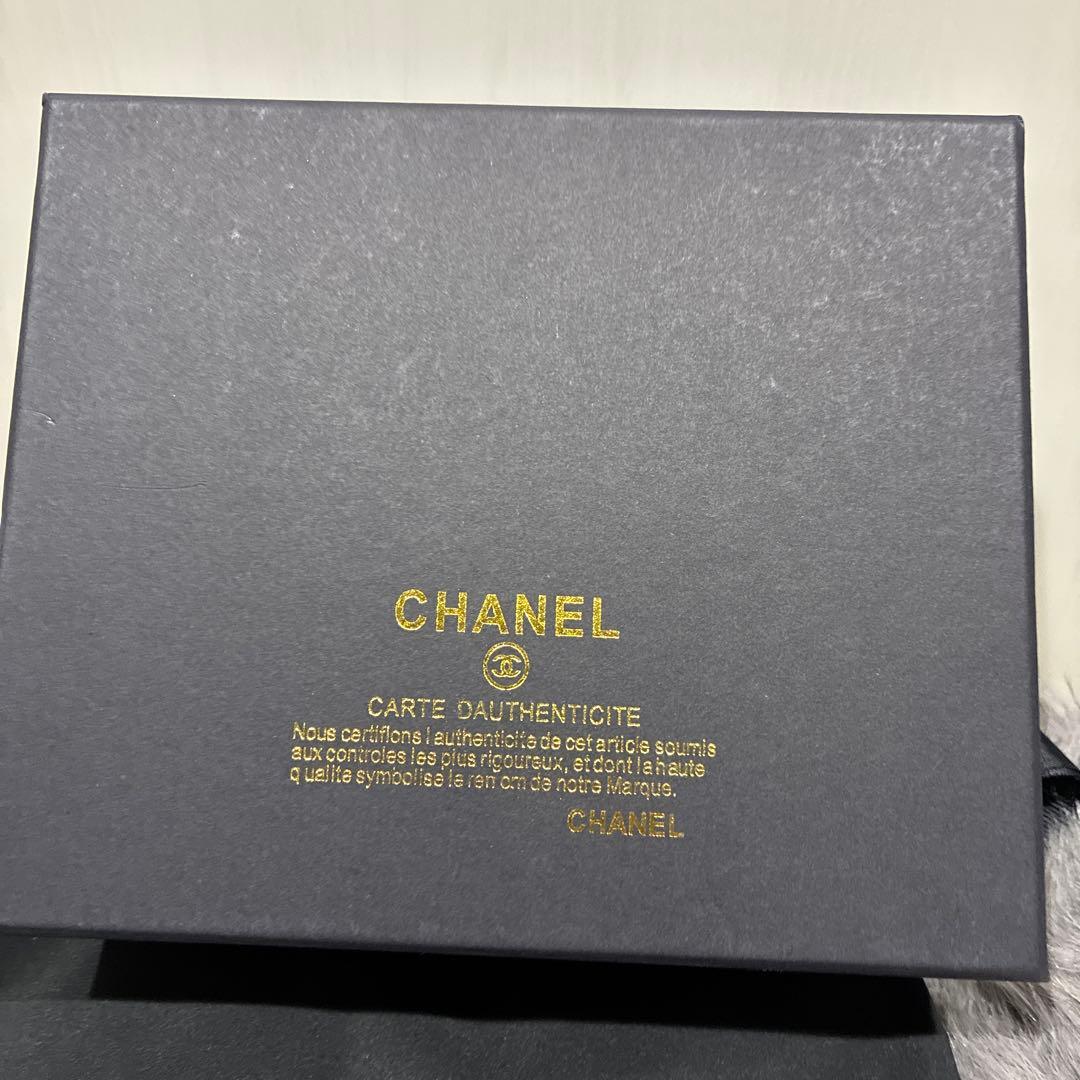 CHANEL
CARTE DAUTHENTICITE
Nous certifions l authenticite de cet article soumis
aux controles les plus rigoureux, et dont la haute
q ualite symbolise le ren om de notre Marque.
CHANEL